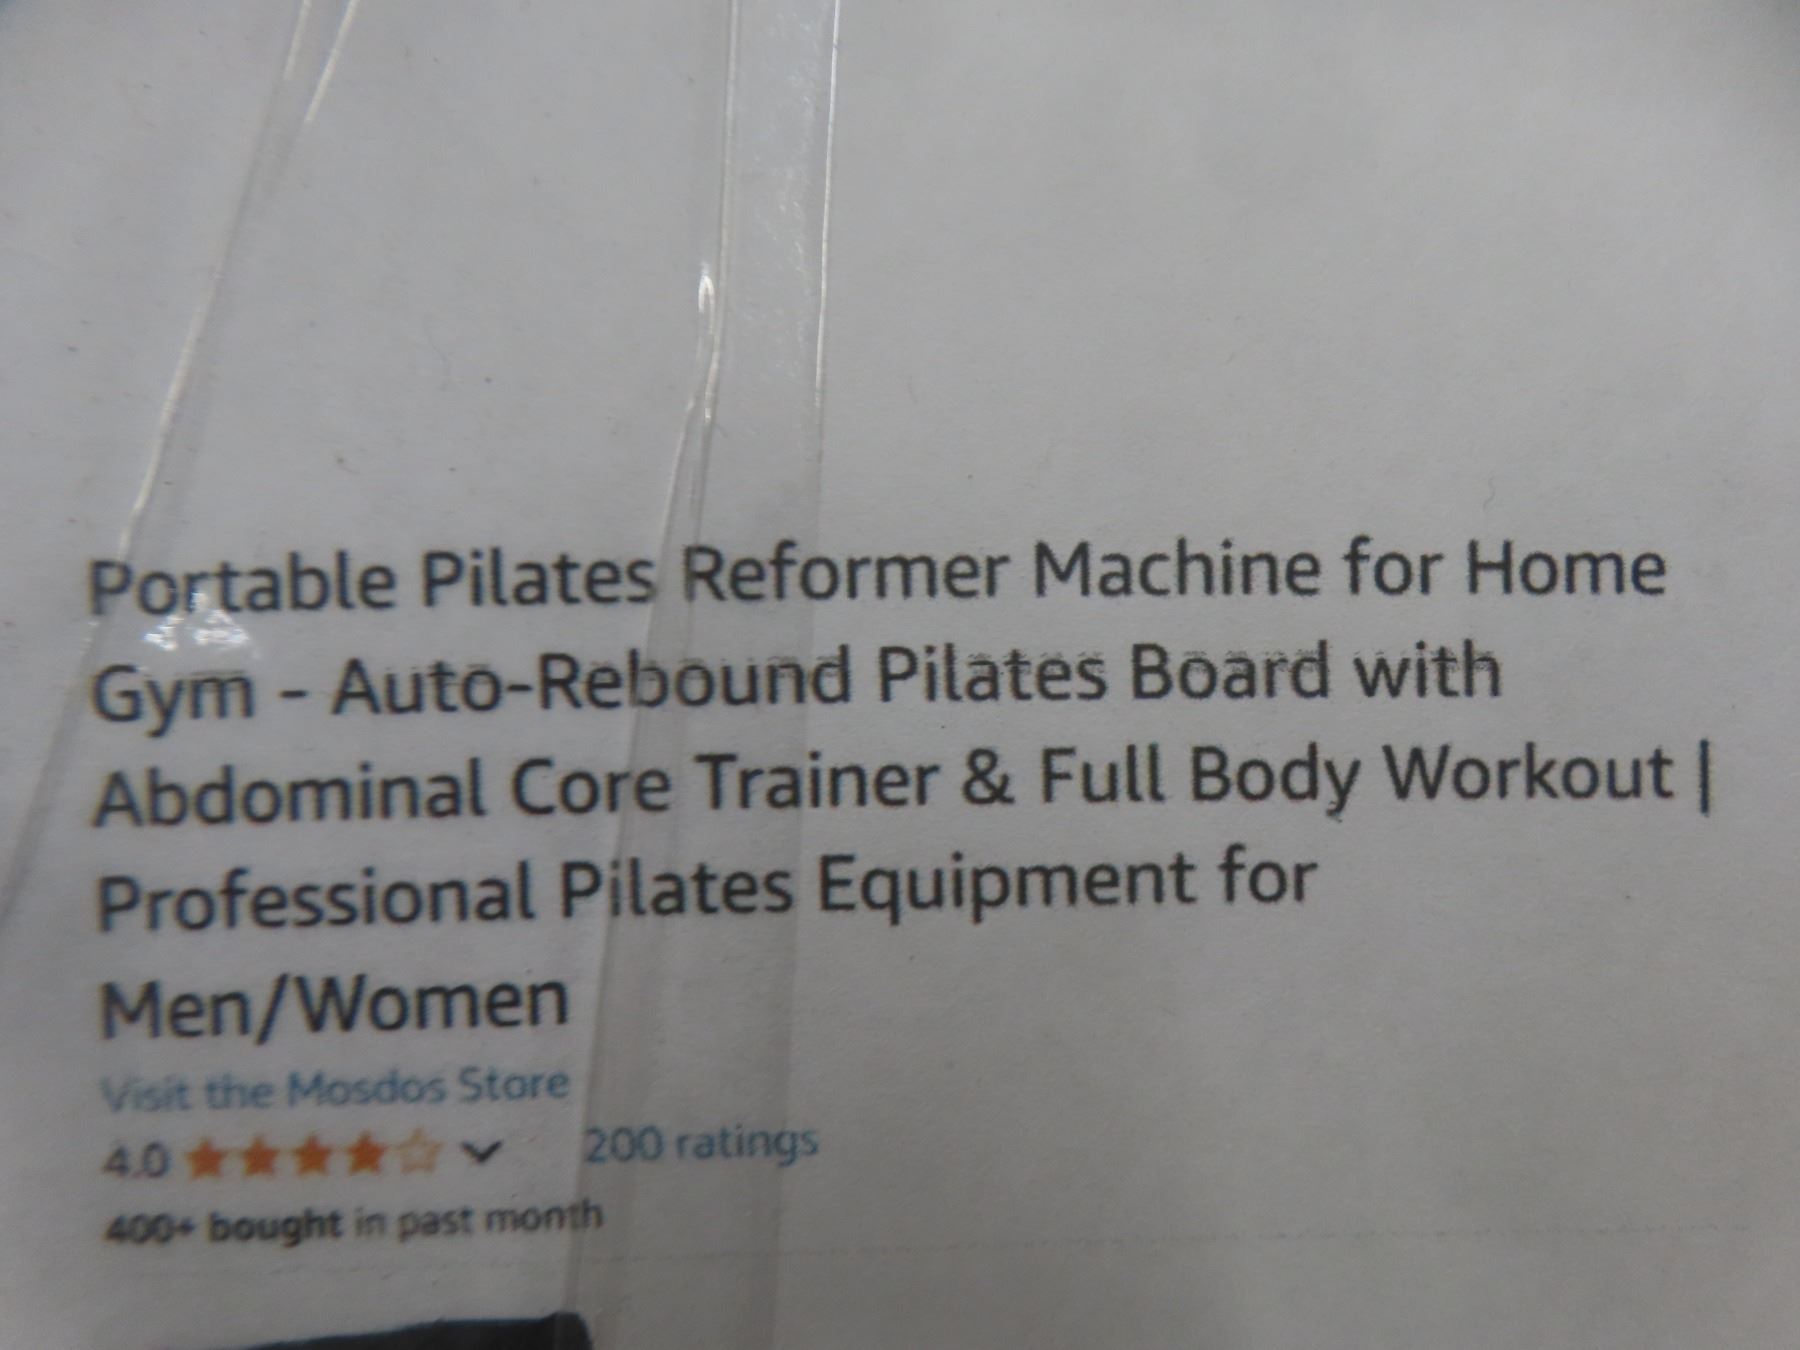 Portable Pilates Reformer Machine for Home
Gym - Auto-Rebound Pilates Board with
Abdominal Core Trainer & Full Body Workout |
Professional Pilates Equipment for
Men/Women
Visit the Mosdos Store
4.0 200 ratings
400+ bought in past month